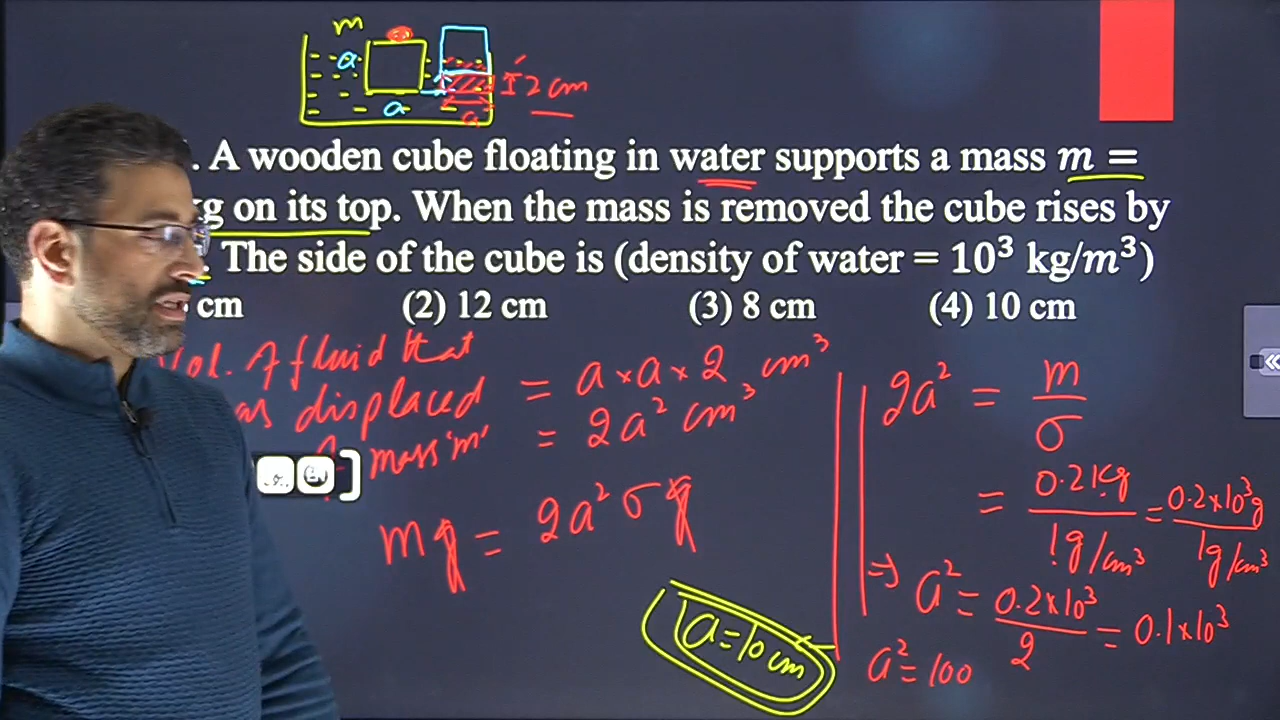 m
a
a
2 cm
a
. A wooden cube floating in water supports a mass m =
kg on its top. When the mass is removed the cube rises by
. The side of the cube is (density of water = 10³ kg/m³)
cm (2) 12 cm (3) 8 cm (4) 10 cm
Vol. of fluid that
was displaced = a×a×2 cm³
mass 'm' = 2a² cm³
mg = 2a²σg
a = 10 cm
2a² = m/σ
= 0.2 kg / 1g/cm³ = 0.2×10³g / 1g/cm³
⇒ a² = 0.2×10³ / 2 = 0.1×10³
a² = 100